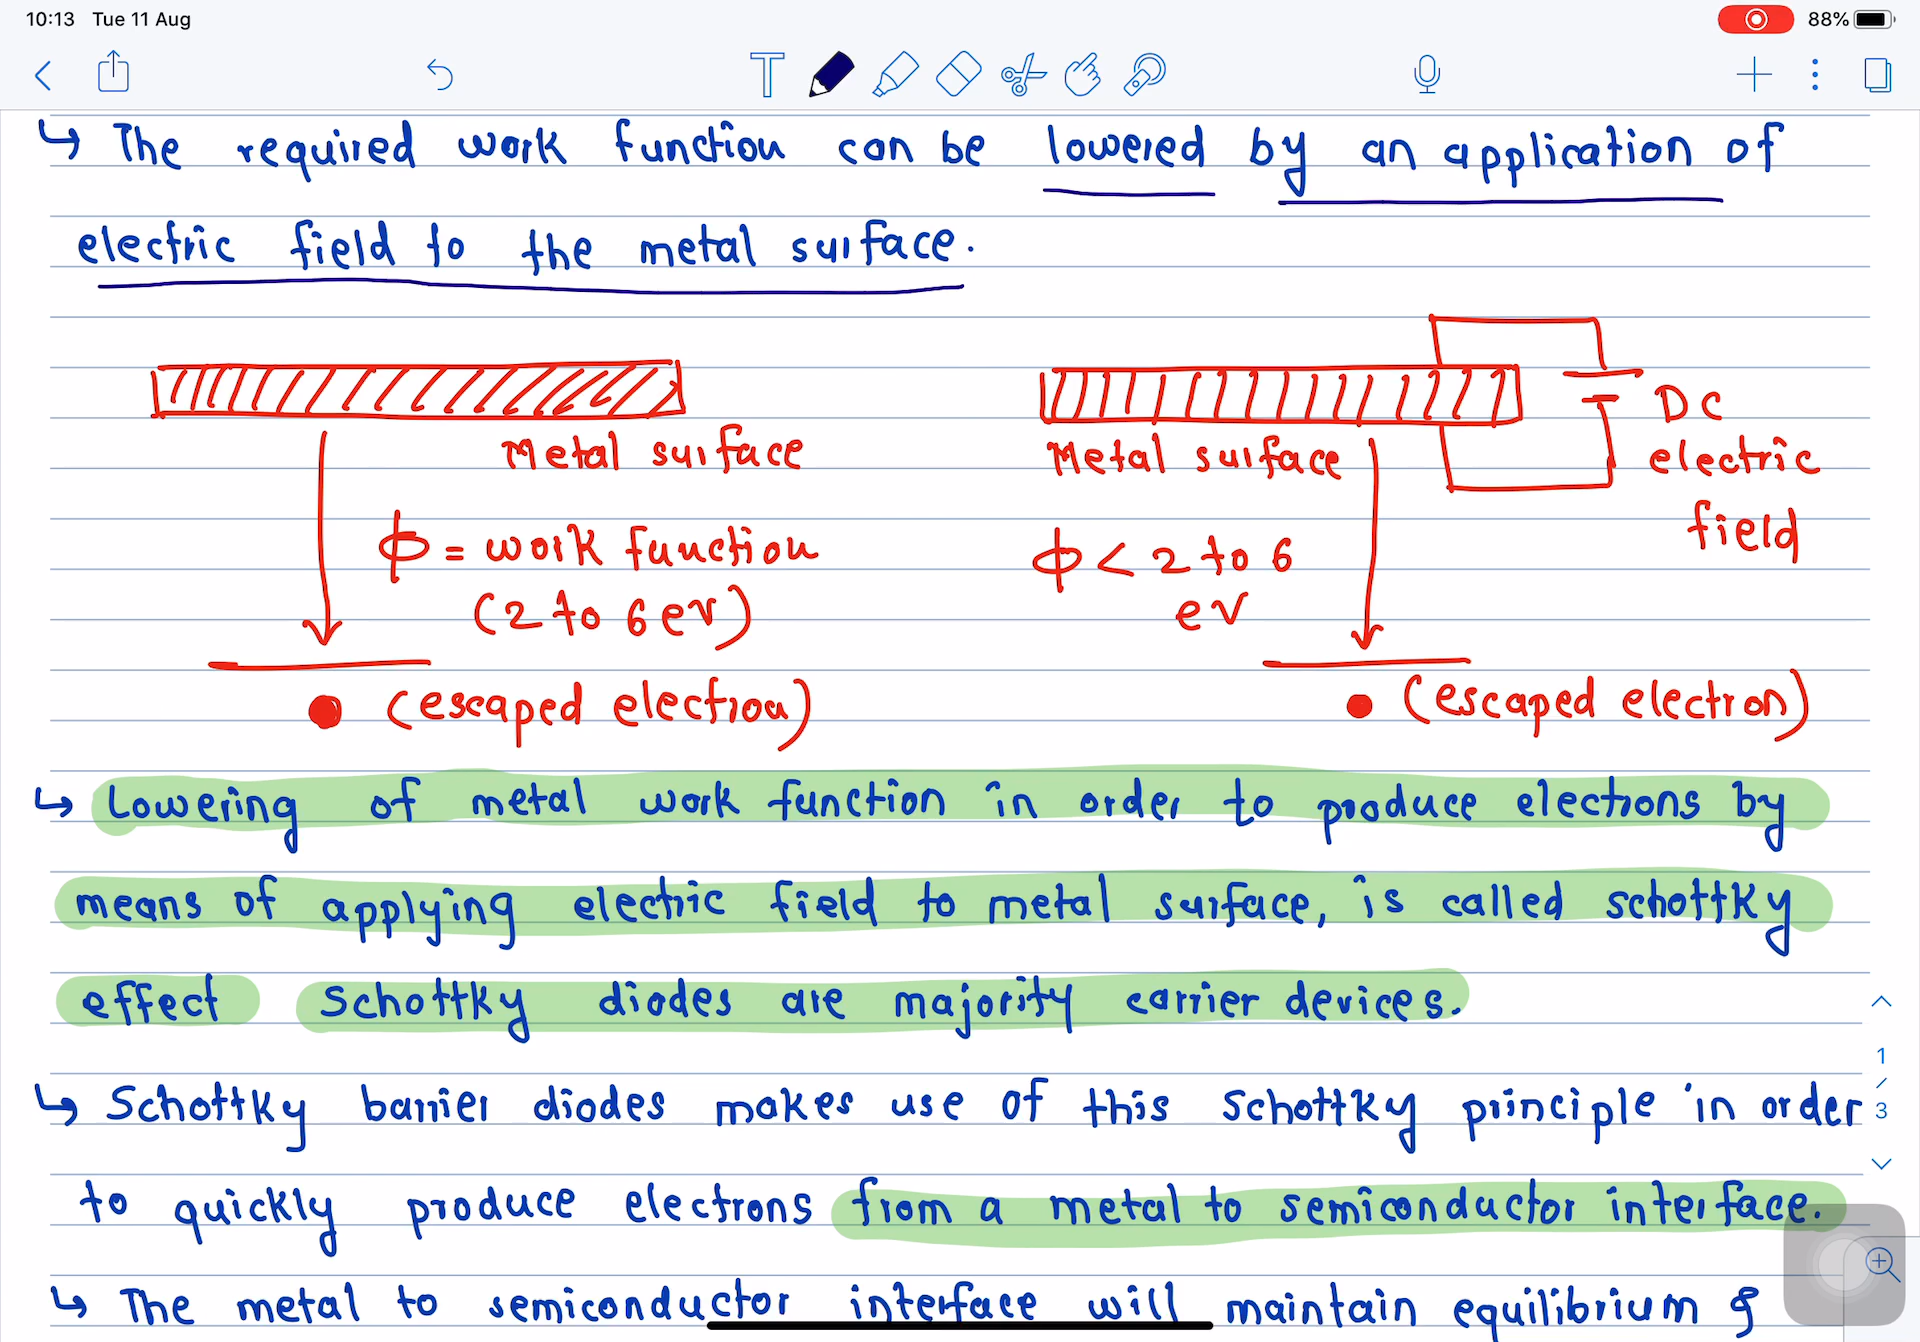 10:13 Tue 11 Aug 88%
↳ The required work function can be lowered by an application of
electric field to the metal surface.
DC
Metal surface Metal surface electric
field
ϕ = work function ϕ < 2 to 6
(2 to 6 ev) ev
(escaped electron) (escaped electron)
↳ Lowering of metal work function in order to produce electrons by
means of applying electric field to metal surface, is called schottky
effect Schottky diodes are majority carrier devices.
↳ Schottky barrier diodes makes use of this Schottky principle in order
to quickly produce electrons from a metal to semiconductor interface.
↳ The metal to semiconductor interface will maintain equilibrium &
1
/
3